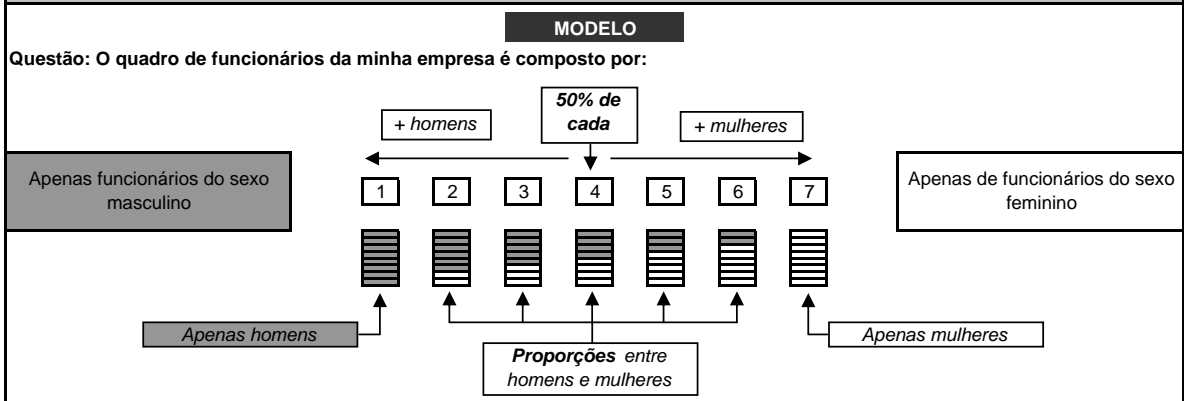 MODELO
Questão: O quadro de funcionários da minha empresa é composto por:
50% de
cada
+ homens
+ mulheres
Apenas funcionários do sexo
masculino
1 2 3 4 5 6 7
Apenas de funcionários do sexo
feminino
Apenas homens
Apenas mulheres
Proporções entre
homens e mulheres